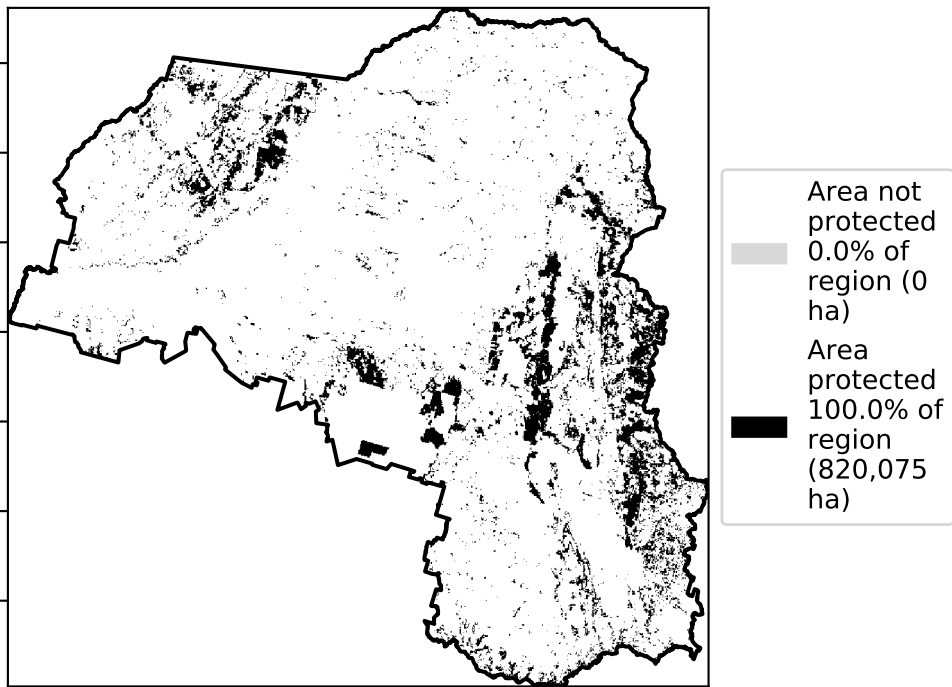 Area not
protected
0.0% of
region (0
ha)
Area
protected
100.0% of
region
(820,075
ha)